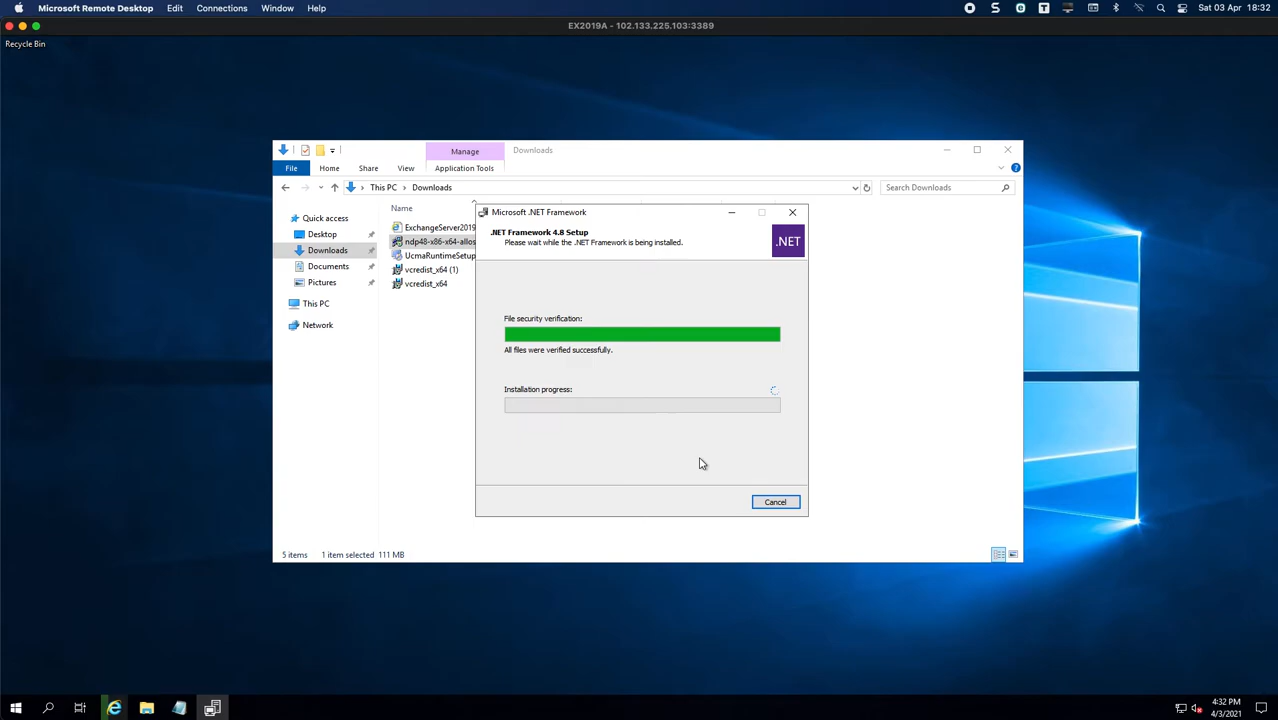 Microsoft Remote Desktop Edit Connections Window Help Sat 03 Apr 18:32
EX2019A - 102.133.225.103:3389
Recycle Bin
Manage Downloads
File Home Share View Application Tools
This PC Downloads Search Downloads
Name
Quick access
Desktop
Downloads
Documents
Pictures
This PC
Network
ExchangeServer2019
ndp48-x86-x64-allos
UcmaRuntimeSetup
vcredist_x64 (1)
vcredist_x64
Microsoft .NET Framework
.NET Framework 4.8 Setup
Please wait while the .NET Framework is being installed.
.NET
File security verification:
All files were verified successfully.
Installation progress:
Cancel
5 items 1 item selected 111 MB
4:32 PM
4/3/2021